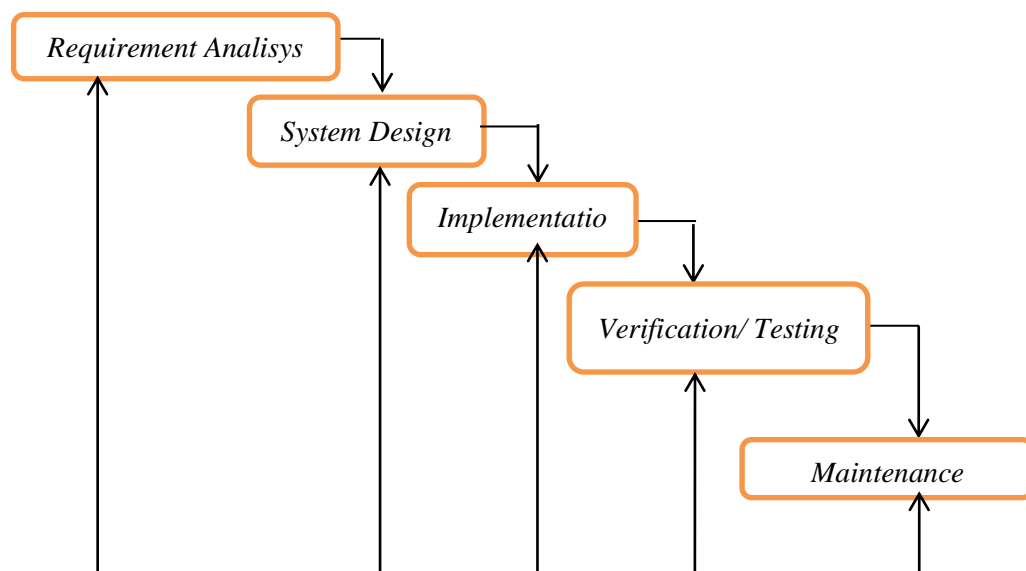 Requirement Analisys
System Design
Implementatio
Verification/ Testing
Maintenance